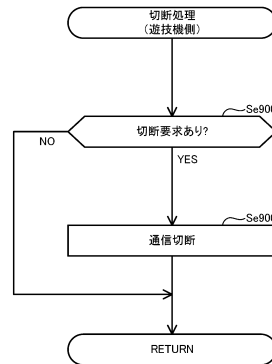 切断処理
(遊技機側)
Se900
切断要求あり?
NO
YES
Se900
通信切断
RETURN